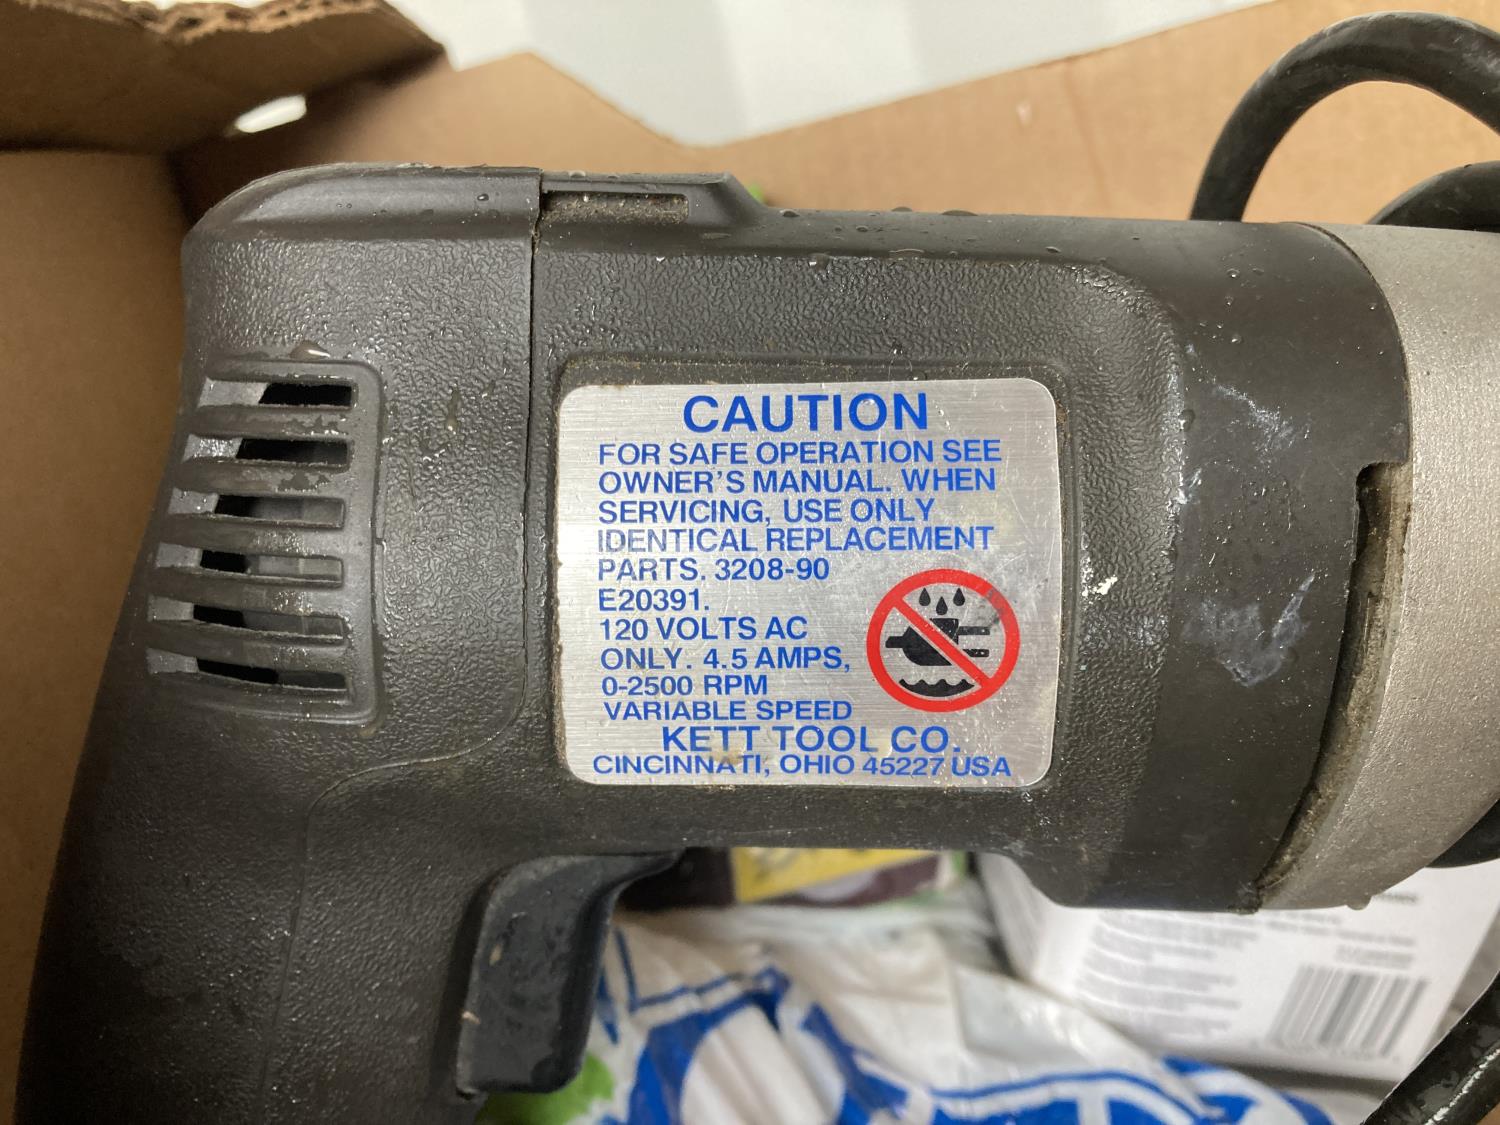 CAUTION
FOR SAFE OPERATION SEE
OWNER'S MANUAL. WHEN
SERVICING, USE ONLY
IDENTICAL REPLACEMENT
PARTS. 3208-90
E20391.
120 VOLTS AC
ONLY. 4.5 AMPS,
0-2500 RPM
VARIABLE SPEED
KETT TOOL CO.
CINCINNATI, OHIO 45227 USA